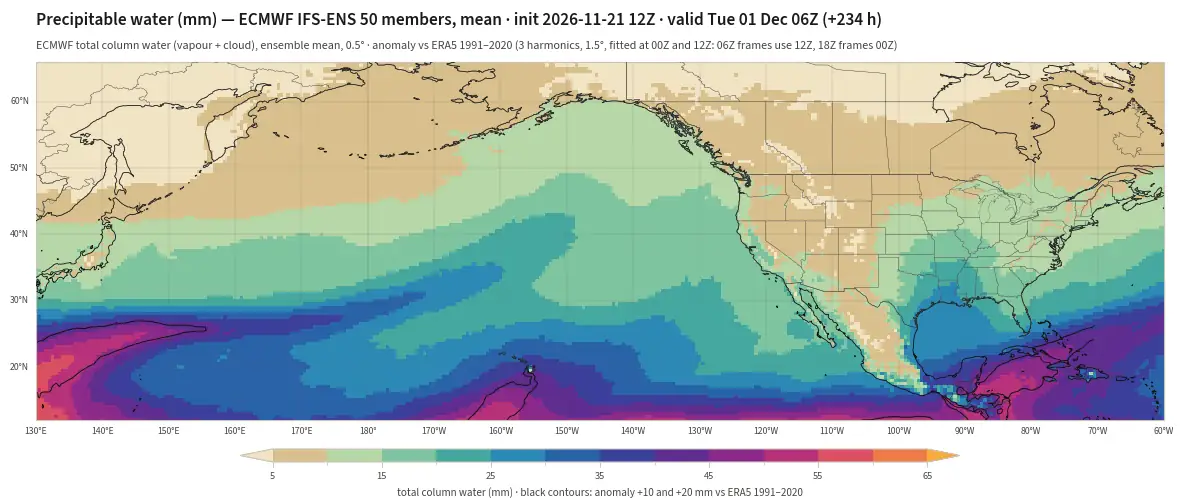 Precipitable water (mm) — ECMWF IFS-ENS 50 members, mean · init 2026-11-21 12Z · valid Tue 01 Dec 06Z (+234 h)
ECMWF total column water (vapour + cloud), ensemble mean, 0.5° · anomaly vs ERA5 1991–2020 (3 harmonics, 1.5°, fitted at 00Z and 12Z: 06Z frames use 12Z, 18Z frames 00Z)
60°N
50°N
40°N
30°N
20°N
130°E 140°E 150°E 160°E 170°E 180° 170°W 160°W 150°W 140°W 130°W 120°W 110°W 100°W 90°W 80°W 70°W 60°W
5 15 25 35 45 55 65
total column water (mm) · black contours: anomaly +10 and +20 mm vs ERA5 1991–2020